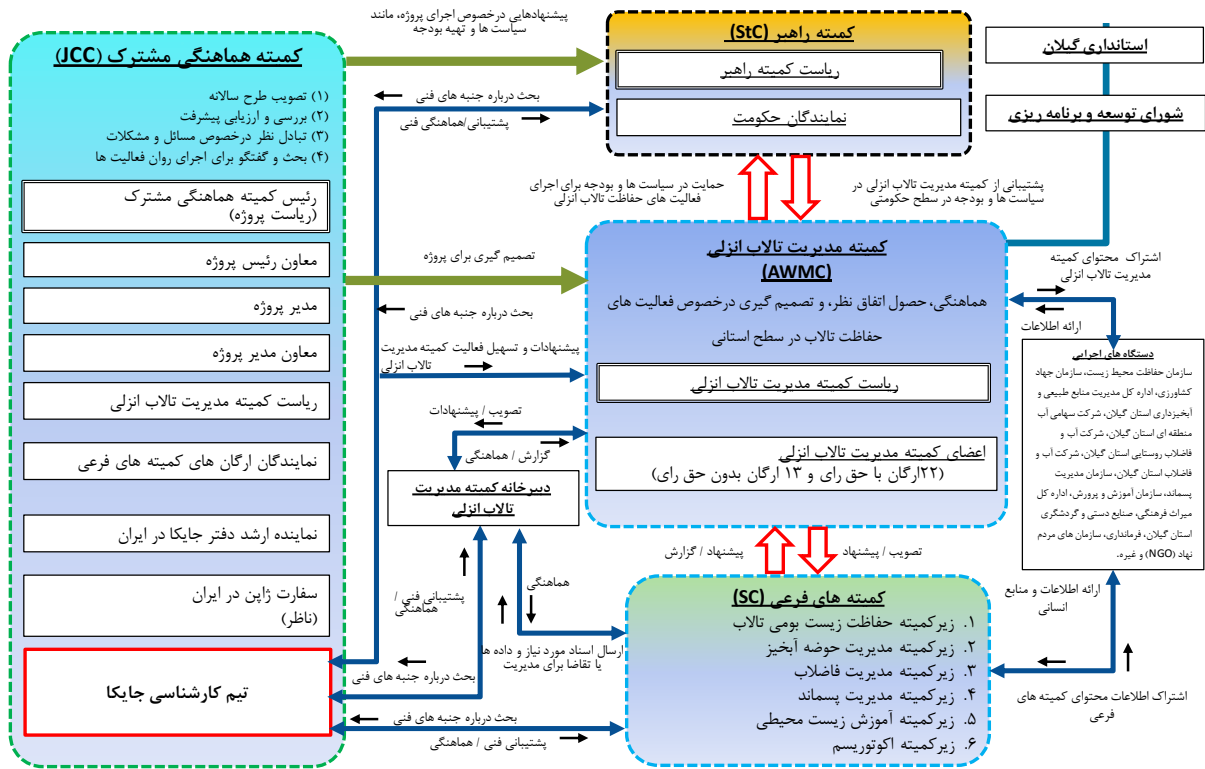 کمیته هماهنگی مشترک (JCC)
(۱) تصویب طرح سالانه
(۲) بررسی و ارزیابی پیشرفت
(۳) تبادل نظر درخصوص مسائل و مشکلات
(۴) بحث و گفتگو برای اجرای روان فعالیت ها
رئیس کمیته هماهنگی مشترک
(ریاست پروژه)
معاون رئیس پروژه
مدیر پروژه
معاون مدیر پروژه
ریاست کمیته مدیریت تالاب انزلی
نمایندگان ارگان های کمیته های فرعی
نماینده ارشد دفتر جایکا در ایران
سفارت ژاپن در ایران
(ناظر)
تیم کارشناسی جایکا
پیشنهادهایی درخصوص اجرای پروژه، مانند
سیاست ها و تهیه بودجه
بحث درباره جنبه های فنی
پشتیبانی/هماهنگی فنی
کمیته راهبر (StC)
ریاست کمیته راهبر
نمایندگان حکومت
استانداری گیلان
شورای توسعه و برنامه ریزی
حمایت در سیاست ها و بودجه برای اجرای
فعالیت های حفاظت تالاب انزلی
پشتیبانی از کمیته مدیریت تالاب انزلی در
سیاست ها و بودجه در سطح حکومتی
تصمیم گیری برای پروژه
بحث درباره جنبه های فنی
پیشنهادات و تسهیل فعالیت کمیته مدیریت
تالاب انزلی
کمیته مدیریت تالاب انزلی
(AWMC)
هماهنگی، حصول اتفاق نظر، و تصمیم گیری درخصوص فعالیت های
حفاظت تالاب در سطح استانی
ریاست کمیته مدیریت تالاب انزلی
اعضای کمیته مدیریت تالاب انزلی
(۲۲ارگان با حق رای و ۱۳ ارگان بدون حق رای)
اشتراک محتوای کمیته
مدیریت تالاب انزلی
ارائه اطلاعات
دستگاه های اجرایی
سازمان حفاظت محیط زیست، سازمان جهاد
کشاورزی، اداره کل مدیریت منابع طبیعی و
آبخیزداری استان گیلان، شرکت سهامی آب
منطقه ای استان گیلان، شرکت آب و
فاضلاب روستایی استان گیلان، شرکت آب و
فاضلاب استان گیلان، سازمان مدیریت
پسماند، سازمان آموزش و پرورش، اداره کل
میراث فرهنگی، صنایع دستی و گردشگری
استان گیلان، فرمانداری، سازمان های مردم
نهاد (NGO) و غیره.
تصویب / پیشنهادات
گزارش / هماهنگی
دبیرخانه کمیته مدیریت
تالاب انزلی
پیشنهاد / گزارش
تصویب / پیشنهاد
پشتیبانی فنی /
هماهنگی
هماهنگی
ارسال اسناد مورد نیاز و داده ها
یا تقاضا برای مدیریت
بحث درباره جنبه های فنی
بحث درباره جنبه های فنی
پشتیبانی فنی / هماهنگی
کمیته های فرعی (SC)
۱. زیرکمیته حفاظت زیست بومی تالاب
۲. زیرکمیته مدیریت حوضه آبخیز
۳. زیرکمیته مدیریت فاضلاب
۴. زیرکمیته مدیریت پسماند
۵. زیرکمیته آموزش زیست محیطی
۶. زیرکمیته اکوتوریسم
ارائه اطلاعات و منابع
انسانی
اشتراک اطلاعات محتوای کمیته های
فرعی